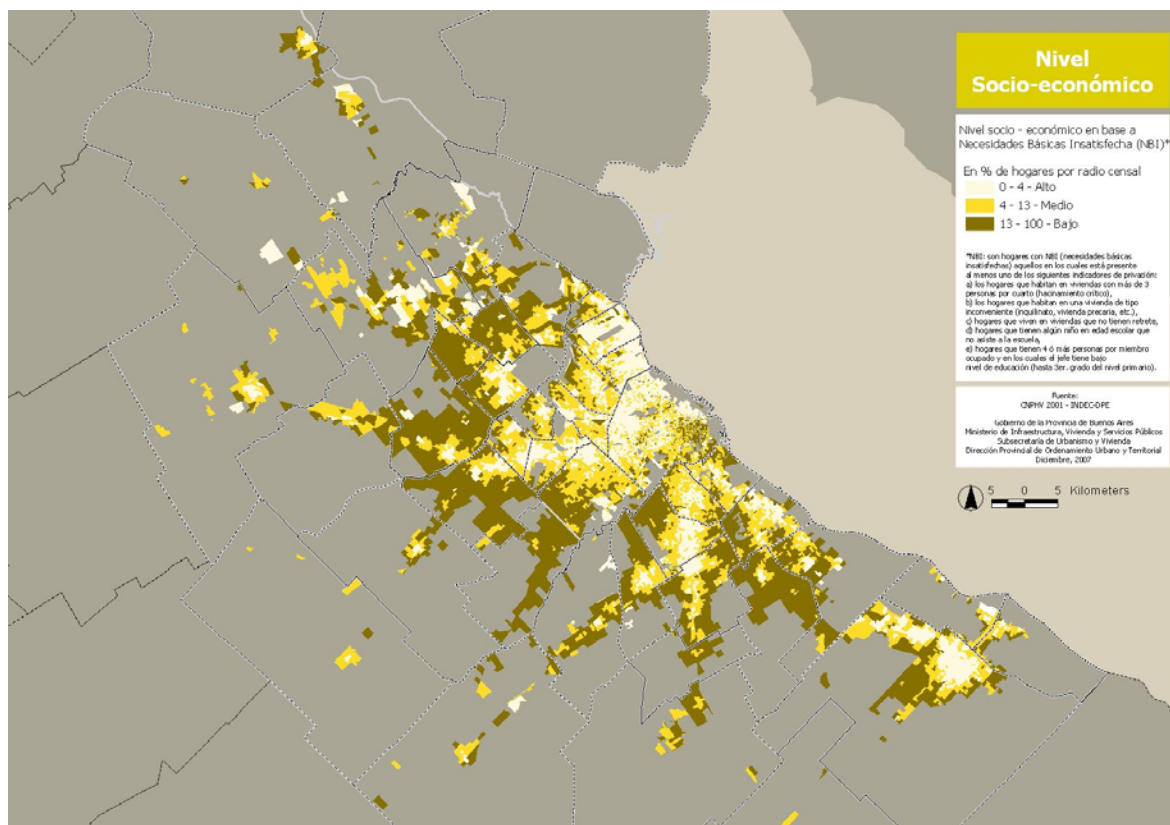 Nivel
Socio-económico
Nivel socio - económico en base a
Necesidades Básicas Insatisfecha (NBI)*
En % de hogares por radio censal
0 - 4 - Alto
4 - 13 - Medio
13 - 100 - Bajo
*NBI: son hogares con NBI (necesidades básicas
insatisfechas) aquellos en los cuales está presente
al menos uno de los siguientes indicadores de privación:
a) los hogares que habitan en viviendas con más de 3
personas por cuarto (hacinamiento crítico),
b) los hogares que habitan en una vivienda de tipo
inconveniente (inquilinato, vivienda precaria, etc.),
c) hogares que viven en viviendas que no tienen retrete,
d) hogares que tienen algún niño en edad escolar que
no asiste a la escuela,
e) hogares que tienen 4 ó más personas por miembro
ocupado y en los cuales el jefe tiene bajo
nivel de educación (hasta 3er. grado del nivel primario).
Fuente:
CNPHV 2001 - INDEC-DPE
Gobierno de la Provincia de Buenos Aires
Ministerio de Infraestructura, Vivienda y Servicios Públicos
Subsecretaría de Urbanismo y Vivienda
Dirección Provincial de Ordenamiento Urbano y Territorial
Diciembre, 2007
5 0 5 Kilometers